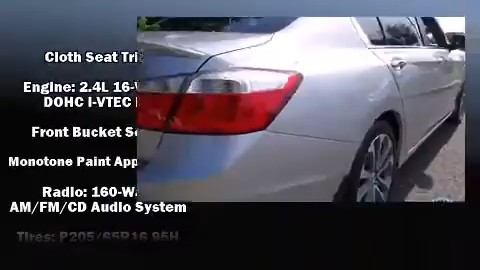 Cloth Seat Tri
Engine: 2.4L 16-
DOHC I-VTEC
Front Bucket Se
Monotone Paint App
Radio: 160-Wa
AM/FM/CD Audio System
Tires: P205/65R16 95H